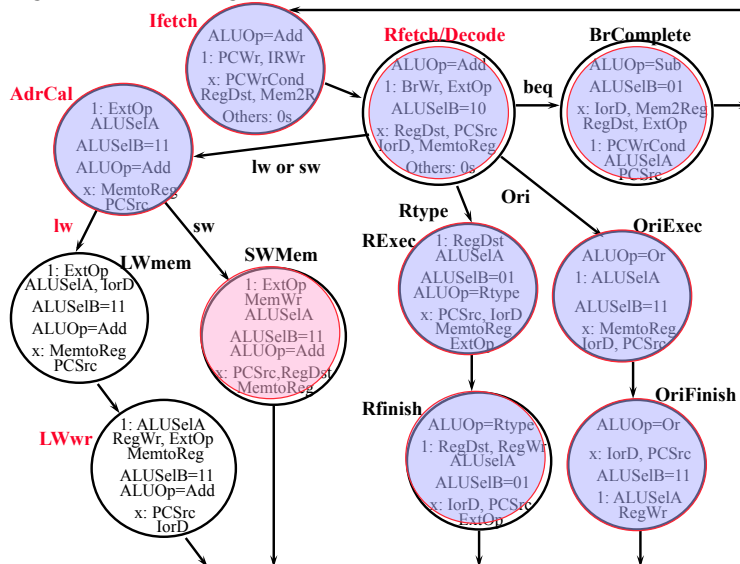 Ifetch
ALUOp=Add
1: PCWr, IRWr
x: PCWrCond
RegDst, Mem2R
Others: 0s
Rfetch/Decode
ALUOp=Add
1: BrWr, ExtOp
ALUSelB=10
x: RegDst, PCSrc
IorD, MemtoReg
Others: 0s
beq
BrComplete
ALUOp=Sub
ALUSelB=01
x: IorD, Mem2Reg
RegDst, ExtOp
1: PCWrCond
ALUSelA
PCSrc
AdrCal
1: ExtOp
ALUSelA
ALUSelB=11
ALUOp=Add
x: MemtoReg
PCSrc
lw or sw
lw
sw
Rtype
Ori
LWmem
1: ExtOp
ALUSelA, IorD
ALUSelB=11
ALUOp=Add
x: MemtoReg
PCSrc
SWMem
1: ExtOp
MemWr
ALUSelA
ALUSelB=11
ALUOp=Add
x: PCSrc,RegDst
MemtoReg
RExec
1: RegDst
ALUSelA
ALUSelB=01
ALUOp=Rtype
x: PCSrc, IorD
MemtoReg
ExtOp
OriExec
ALUOp=Or
1: ALUSelA
ALUSelB=11
x: MemtoReg
IorD, PCSrc
LWwr
1: ALUSelA
RegWr, ExtOp
MemtoReg
ALUSelB=11
ALUOp=Add
x: PCSrc
IorD
Rfinish
ALUOp=Rtype
1: RegDst, RegWr
ALUselA
ALUSelB=01
x: IorD, PCSrc
ExtOp
OriFinish
ALUOp=Or
x: IorD, PCSrc
ALUSelB=11
1: ALUSelA
RegWr